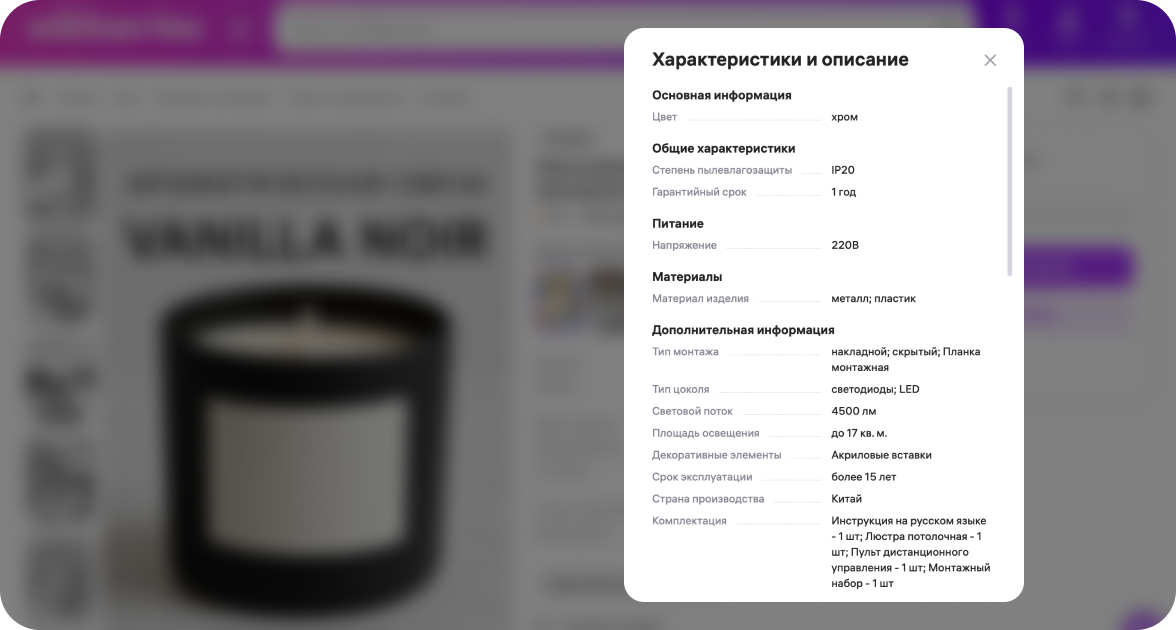 Характеристики и описание
Основная информация
Цвет хром
Общие характеристики
Степень пылевлагозащиты IP20
Гарантийный срок 1 год
Питание
Напряжение 220В
Материалы
Материал изделия металл; пластик
Дополнительная информация
Тип монтажа накладной; скрытый; Планка
монтажная
Тип цоколя светодиоды; LED
Световой поток 4500 лм
Площадь освещения до 17 кв. м.
Декоративные элементы Акриловые вставки
Срок эксплуатации более 15 лет
Страна производства Китай
Комплектация Инструкция на русском языке
- 1 шт; Люстра потолочная - 1
шт; Пульт дистанционного
управления - 1 шт; Монтажный
набор - 1 шт
VANILLA NOIR